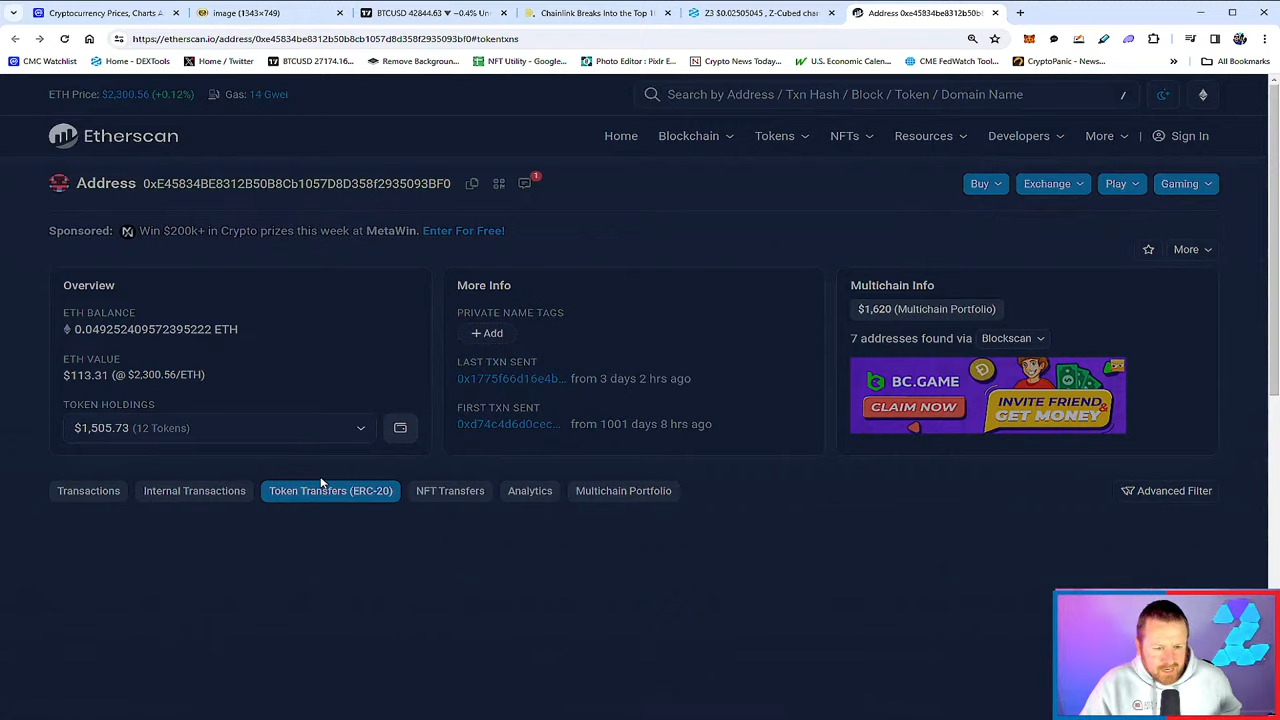 Cryptocurrency Prices, Charts A
image (1343×749)
BTCUSD 42844.63 ▼ −0.4% Un
Chainlink Breaks Into the Top 1
Z3 $0.02505045 , Z-Cubed char
Address 0xe45834be8312b50b
https://etherscan.io/address/0xe45834be8312b50b8cb1057d8d358f2935093bf0#tokentxns
CMC Watchlist
Home - DEXTools
Home / Twitter
BTCUSD 27174.16...
Remove Backgroun...
NFT Utility - Google...
Photo Editor : Pixlr E...
Crypto News Today...
U.S. Economic Calen...
CME FedWatch Tool...
CryptoPanic - News...
»
All Bookmarks
ETH Price: $2,300.56 (+0.12%)
Gas: 14 Gwei
Search by Address / Txn Hash / Block / Token / Domain Name
/
Etherscan
Home
Blockchain
Tokens
NFTs
Resources
Developers
More
Sign In
Address 0xE45834BE8312B50B8Cb1057D8D358f2935093BF0
1
Buy
Exchange
Play
Gaming
Sponsored: Win $200k+ in Crypto prizes this week at MetaWin. Enter For Free!
More
Overview
ETH BALANCE
0.049252409572395222 ETH
ETH VALUE
$113.31 (@ $2,300.56/ETH)
TOKEN HOLDINGS
$1,505.73 (12 Tokens)
More Info
PRIVATE NAME TAGS
+ Add
LAST TXN SENT
0x1775f66d16e4b... from 3 days 2 hrs ago
FIRST TXN SENT
0xd74c4d6d0cec... from 1001 days 8 hrs ago
Multichain Info
$1,620 (Multichain Portfolio)
7 addresses found via Blockscan
BC.GAME
CLAIM NOW
INVITE FRIEND
GET MONEY
Transactions
Internal Transactions
Token Transfers (ERC-20)
NFT Transfers
Analytics
Multichain Portfolio
Advanced Filter